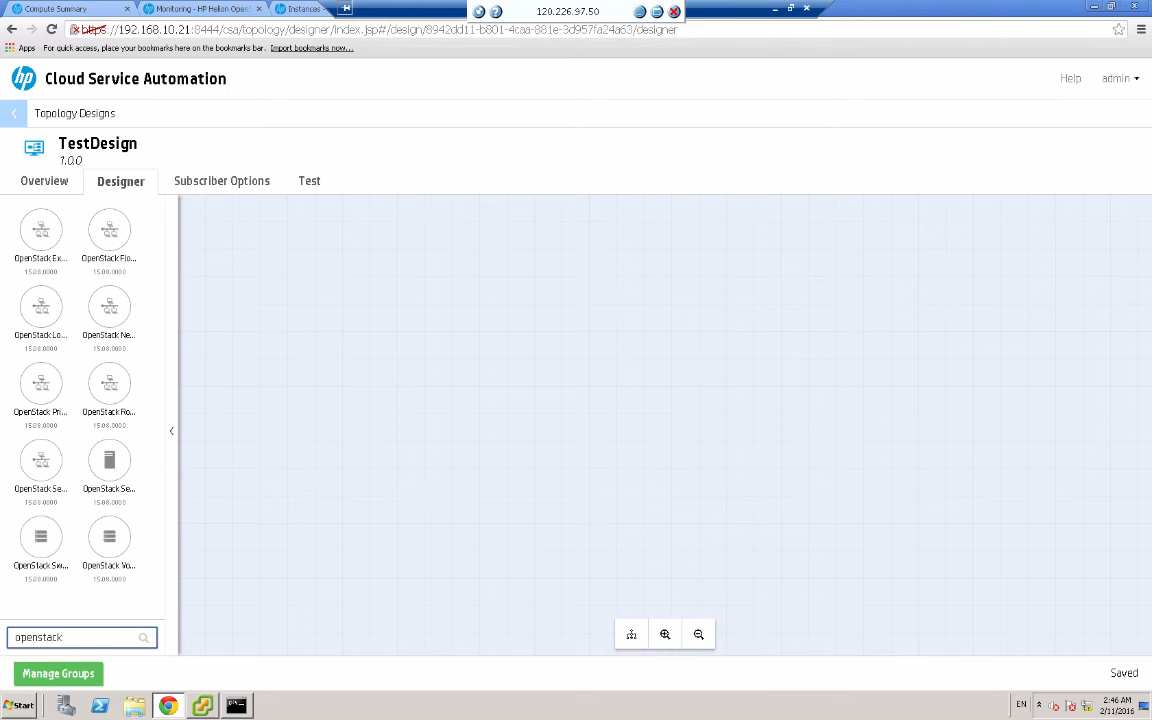 Compute Summary
Monitoring - HP Helion OpenS
Instances -
120.226.97.50
https://192.168.10.21:8444/csa/topology/designer/index.jsp#/design/8942dd11-b801-4caa-881e-3d957fa24a63/designer
Apps
For quick access, place your bookmarks here on the bookmarks bar.
Import bookmarks now...
hp
Cloud Service Automation
Help
admin
Topology Designs
TestDesign
1.0.0
Overview
Designer
Subscriber Options
Test
OpenStack Ex...
OpenStack Flo...
15.08.0000
15.08.0000
OpenStack Lo...
OpenStack Ne...
15.08.0000
15.08.0000
OpenStack Pri...
OpenStack Ro...
15.08.0000
15.08.0000
OpenStack Se...
OpenStack Se...
15.08.0000
15.08.0000
OpenStack Sw...
OpenStack Vo...
15.08.0000
15.08.0000
openstack
Manage Groups
Saved
Start
EN
2:46 AM
2/11/2016